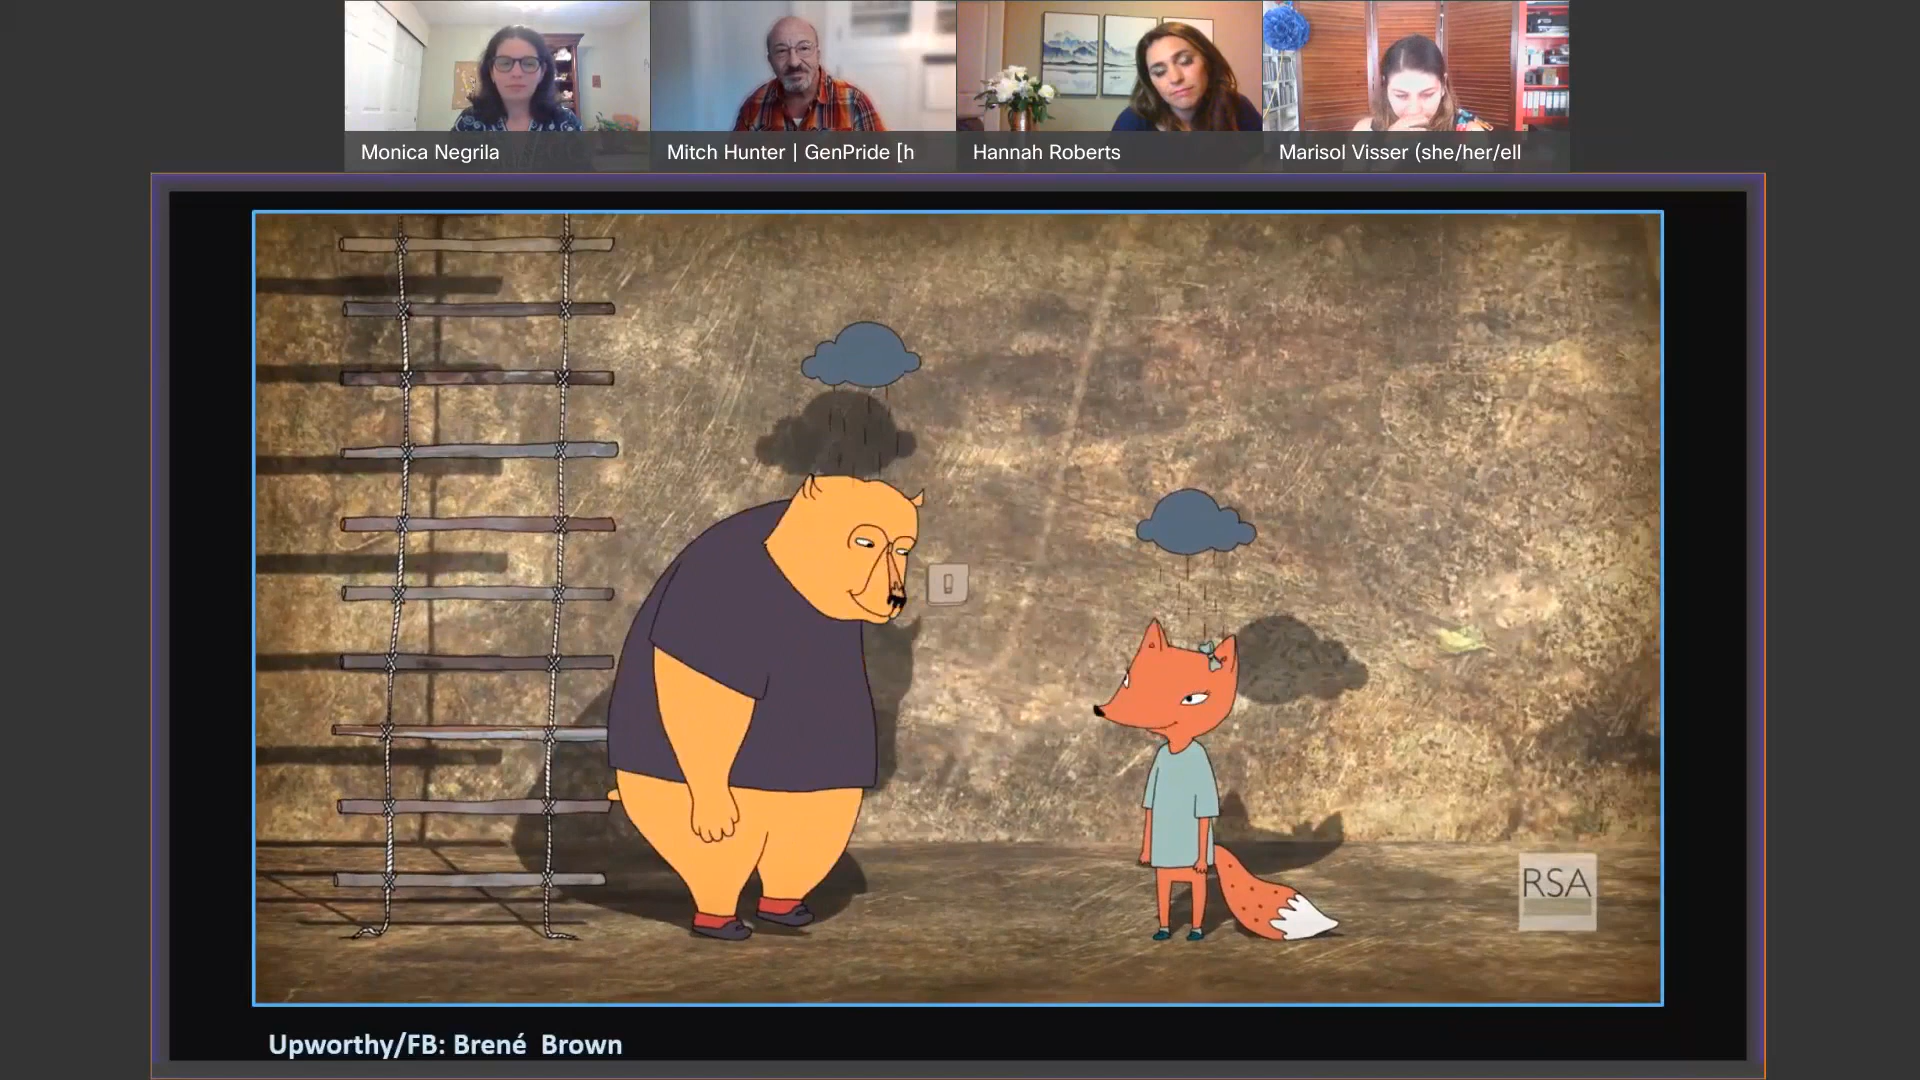 Monica Negrila
Mitch Hunter | GenPride [h
Hannah Roberts
Marisol Visser (she/her/ell
RSA
Upworthy/FB: Brené  Brown